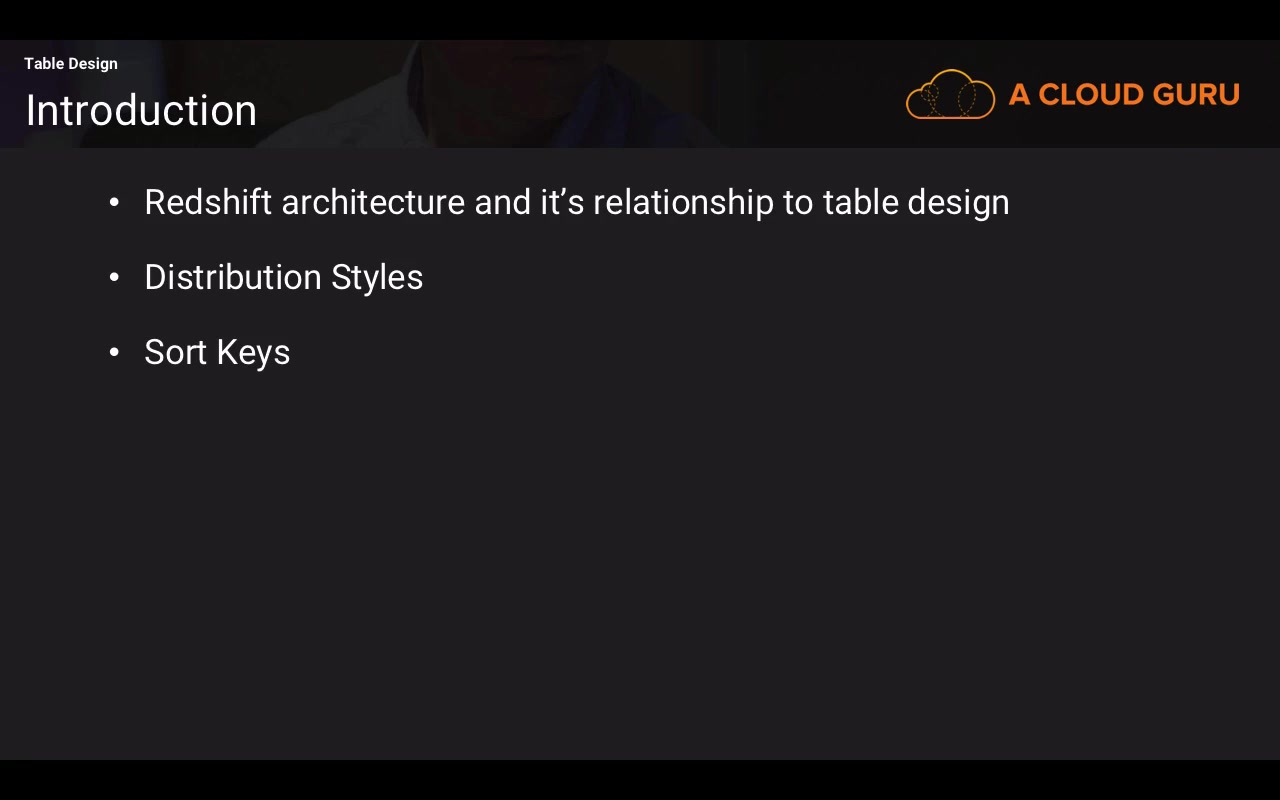 Table Design
Introduction
A CLOUD GURU
• Redshift architecture and it’s relationship to table design
• Distribution Styles
• Sort Keys